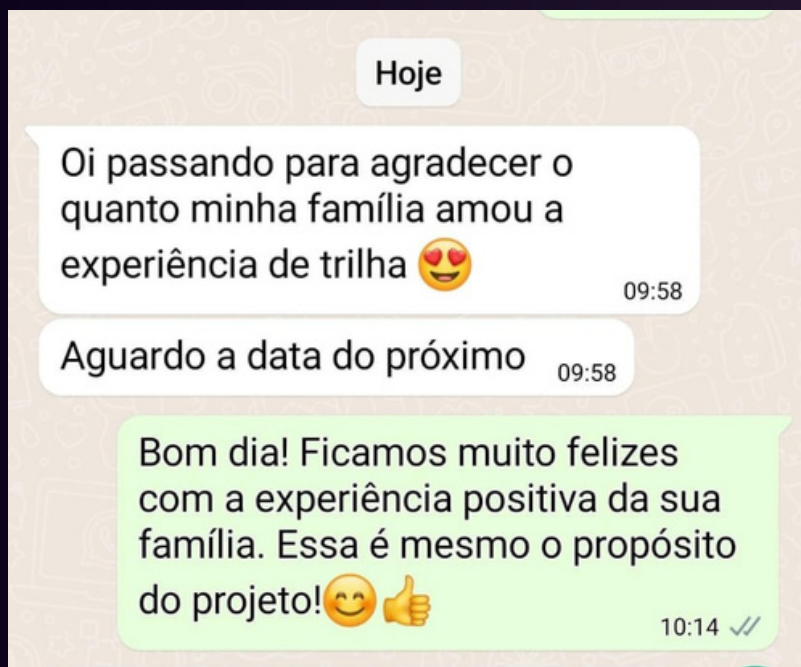 Hoje
Oi passando para agradecer o
quanto minha família amou a
experiência de trilha 😍
09:58
Aguardo a data do próximo 09:58
Bom dia! Ficamos muito felizes
com a experiência positiva da sua
família. Essa é mesmo o propósito
do projeto!😊👍
10:14